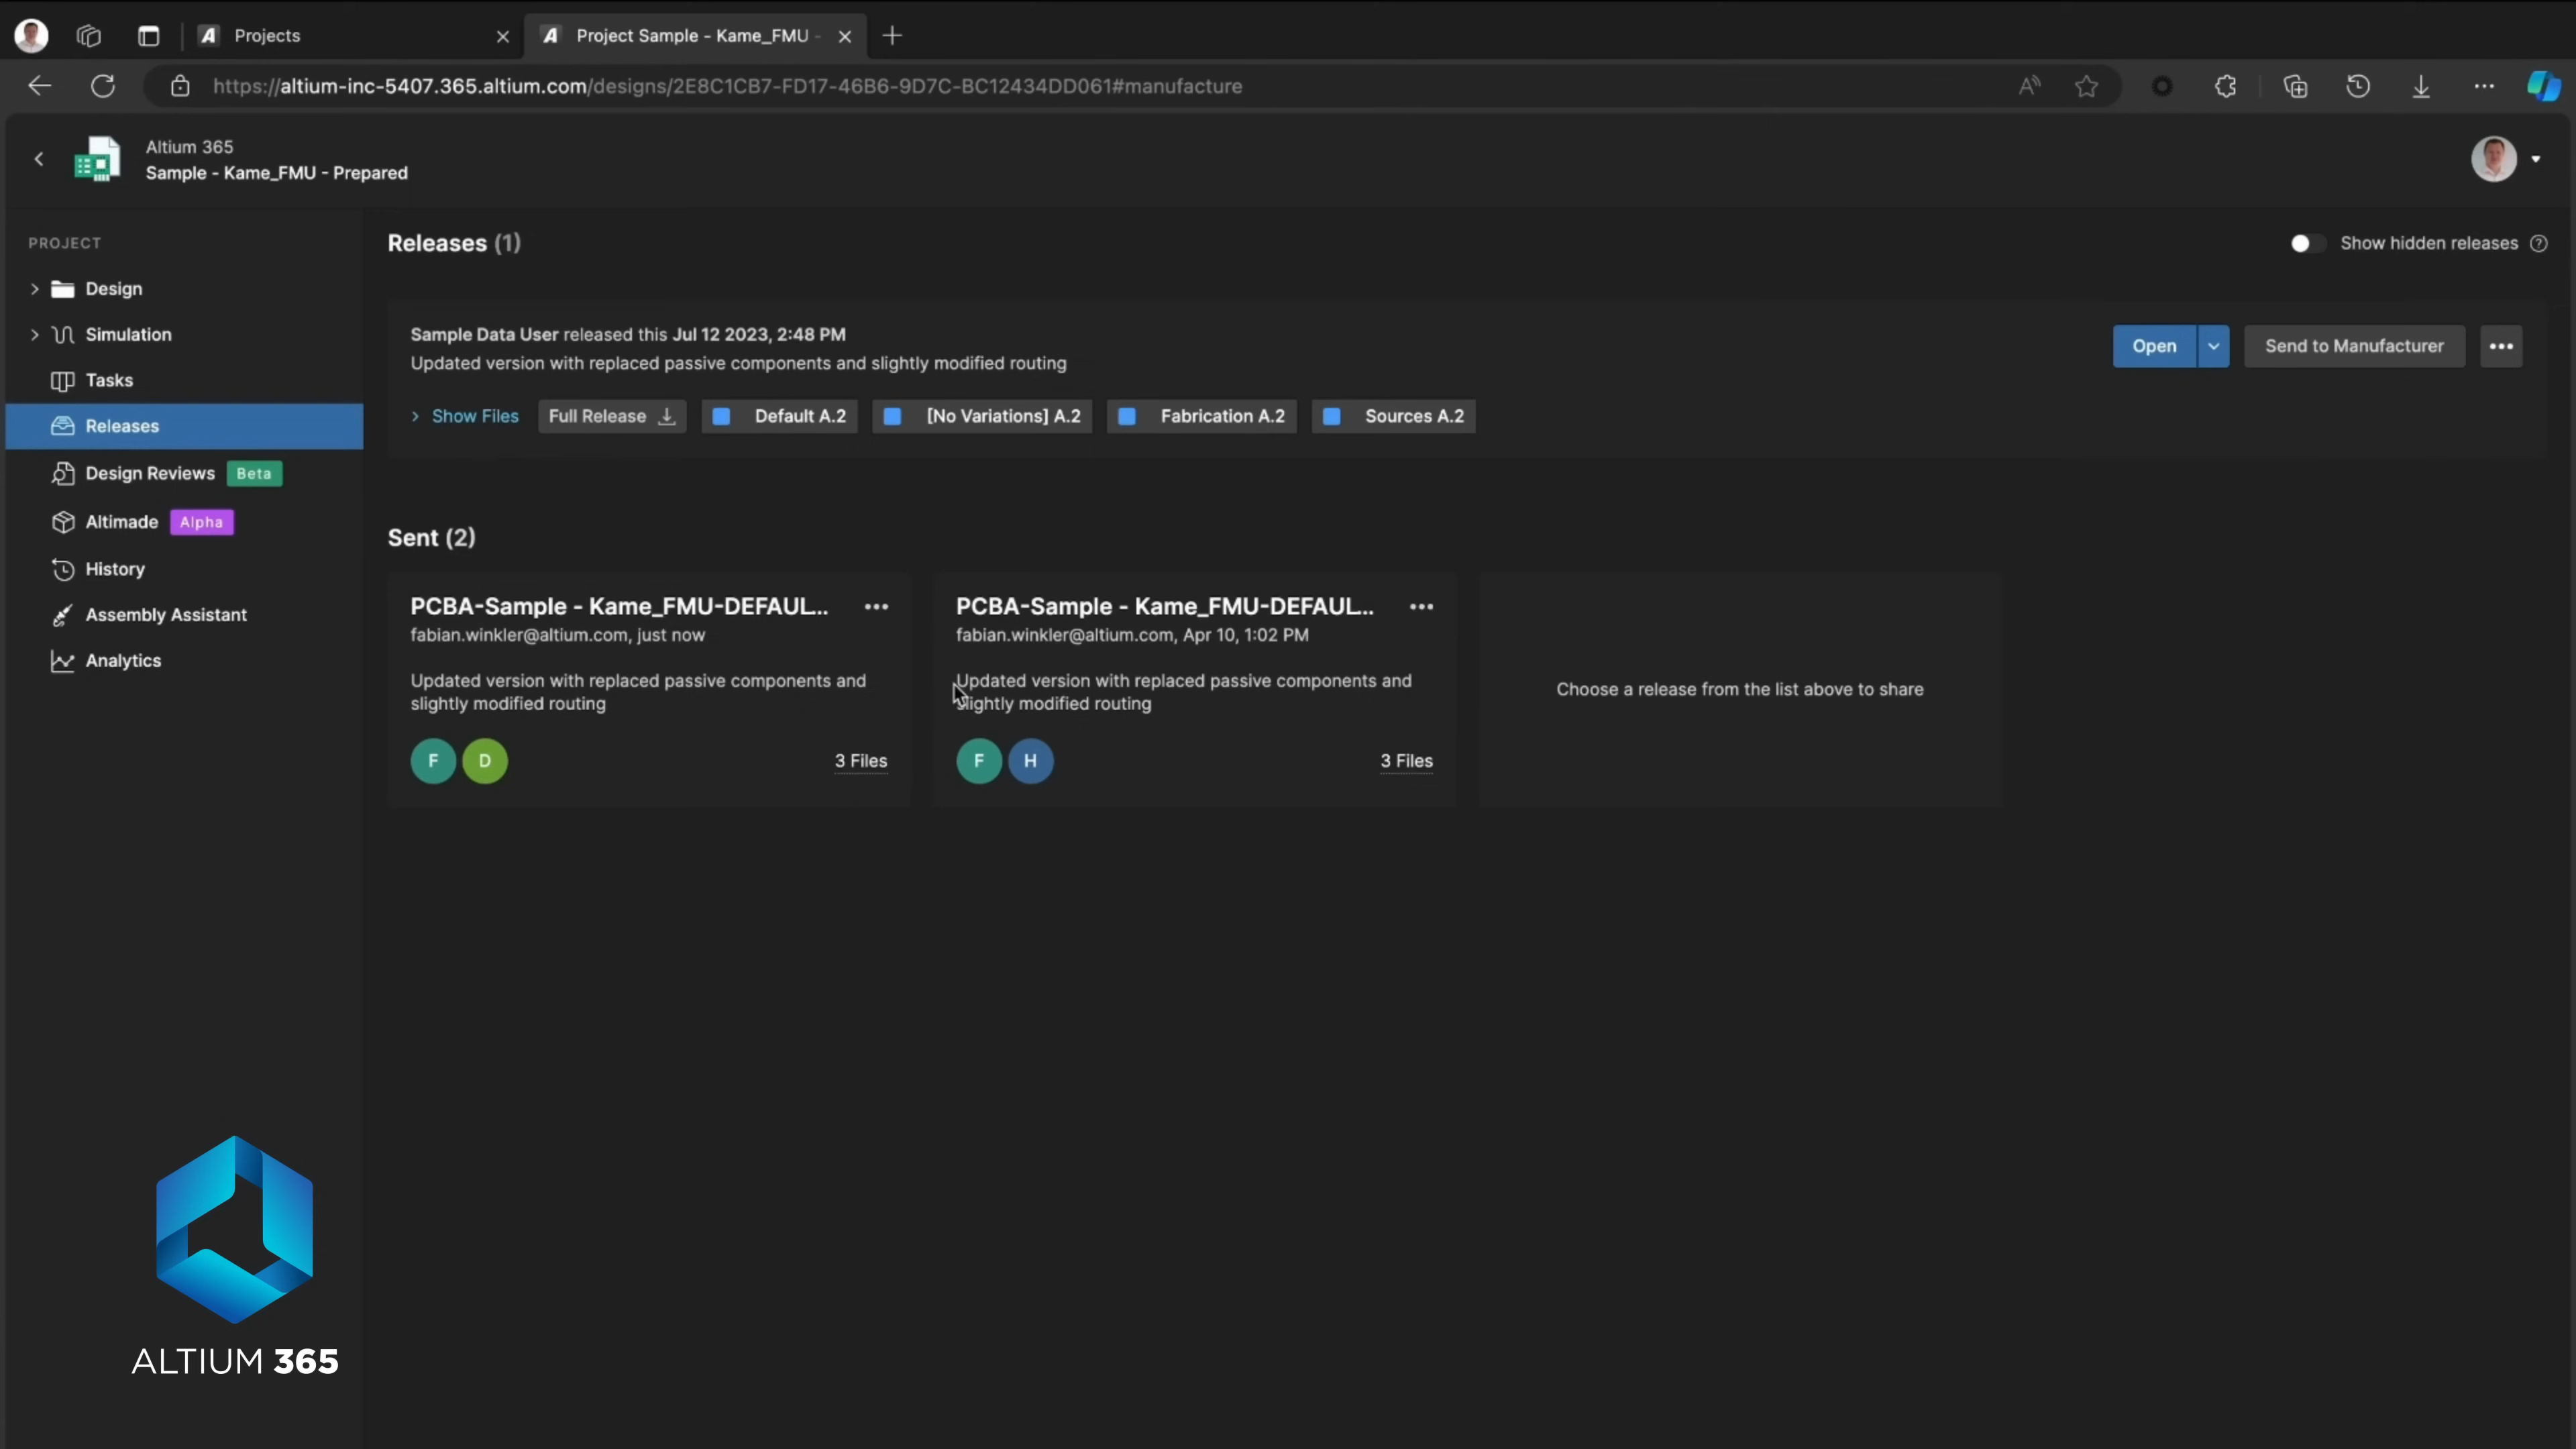 Projects
Project Sample - Kame_FMU -
https://altium-inc-5407.365.altium.com/designs/2E8C1CB7-FD17-46B6-9D7C-BC12434DD061#manufacture
Altium 365
Sample - Kame_FMU - Prepared
PROJECT
Design
Simulation
Tasks
Releases
Design Reviews Beta
Altimade Alpha
History
Assembly Assistant
Analytics
ALTIUM 365
Releases (1)
Show hidden releases
Sample Data User released this Jul 12 2023, 2:48 PM
Updated version with replaced passive components and slightly modified routing
Open
Send to Manufacturer
Show Files
Full Release
Default A.2
[No Variations] A.2
Fabrication A.2
Sources A.2
Sent (2)
PCBA-Sample - Kame_FMU-DEFAUL...
fabian.winkler@altium.com, just now
Updated version with replaced passive components and
slightly modified routing
F D
3 Files
PCBA-Sample - Kame_FMU-DEFAUL...
fabian.winkler@altium.com, Apr 10, 1:02 PM
Updated version with replaced passive components and
slightly modified routing
F H
3 Files
Choose a release from the list above to share